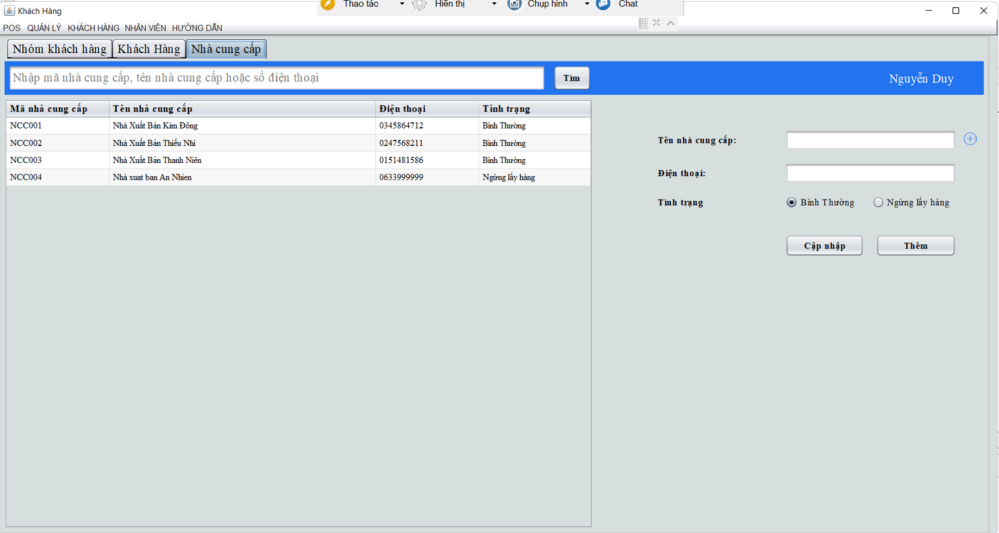 Khách Hàng
Thao tác Hiển thị Chụp hình Chat
POS QUẢN LÝ KHÁCH HÀNG NHÂN VIÊN HƯỚNG DẪN
Nhóm khách hàng Khách Hàng Nhà cung cấp
Nhập mã nhà cung cấp, tên nhà cung cấp hoặc số điện thoại Tìm Nguyễn Duy
Mã nhà cung cấp Tên nhà cung cấp Điện thoại Tình trạng
NCC001 Nhà Xuất Bản Kim Đồng 0345864712 Bình Thường
NCC002 Nhà Xuất Bản Thiếu Nhi 0247568211 Bình Thường
NCC003 Nhà Xuất Bản Thanh Niên 0151481586 Bình Thường
NCC004 Nhà xuat ban An Nhien 0633999999 Ngừng lấy hàng
Tên nhà cung cấp:
Điện thoại:
Tình trạng Bình Thường Ngừng lấy hàng
Cập nhập Thêm